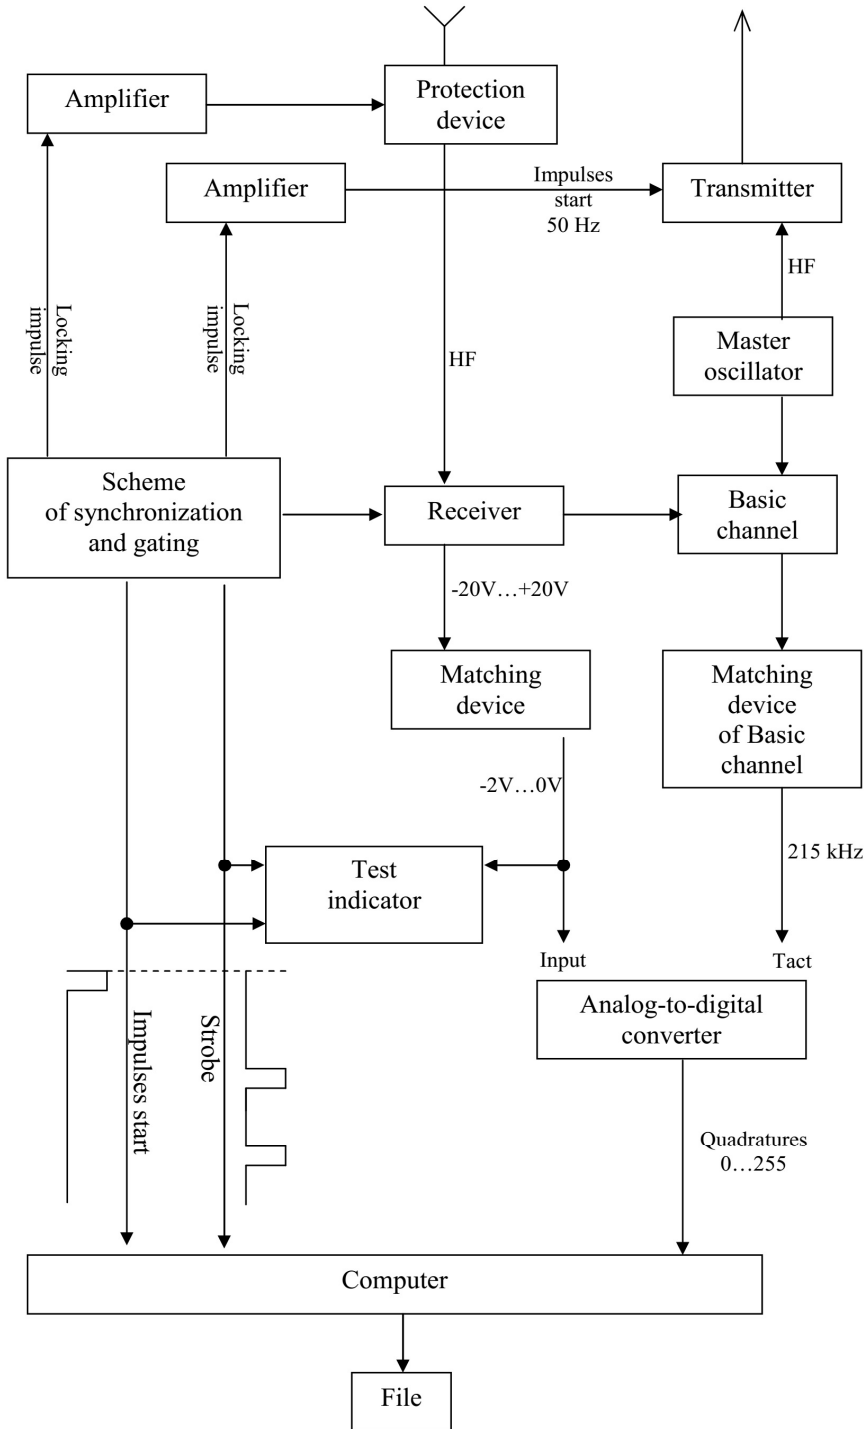 Amplifier
Protection
device
Amplifier
Impulses
start
50 Hz
Transmitter
HF
Locking
impulse
Locking
impulse
HF
Master
oscillator
Scheme
of synchronization
and gating
Receiver
Basic
channel
-20V…+20V
Matching
device
Matching
device
of Basic
channel
-2V…0V
215 kHz
Test
indicator
Input
Tact
Impulses start
Strobe
Analog-to-digital
converter
Quadratures
0…255
Computer
File